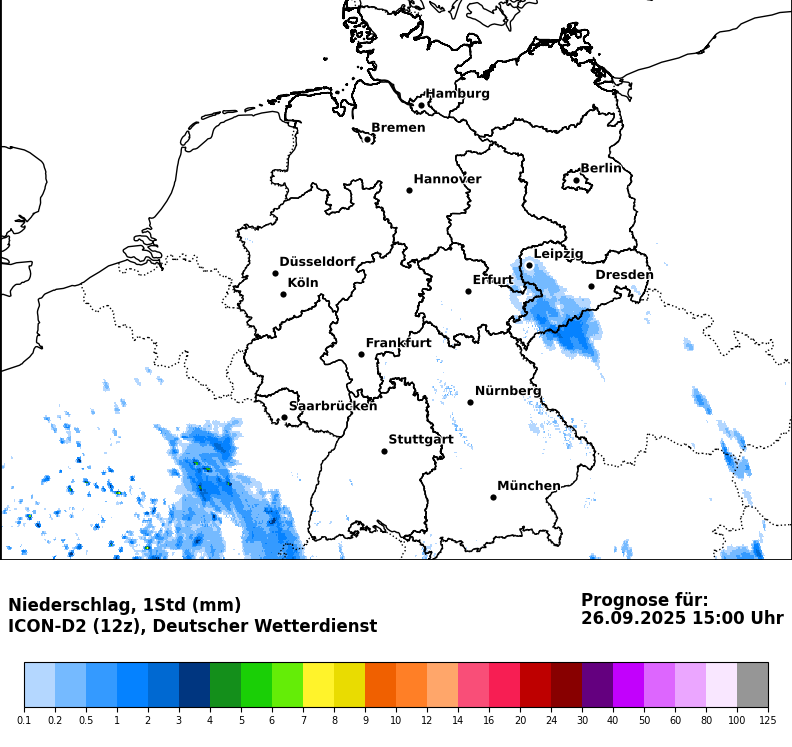 Hamburg
Bremen
Berlin
Hannover
Leipzig
Düsseldorf
Dresden
Köln
Erfurt
Frankfurt
Nürnberg
Saarbrücken
Stuttgart
München
Niederschlag, 1Std (mm)
ICON-D2 (12z), Deutscher Wetterdienst
Prognose für:
26.09.2025 15:00 Uhr
0.1 0.2 0.5 1 2 3 4 5 6 7 8 9 10 12 14 16 20 24 30 40 50 60 80 100 125